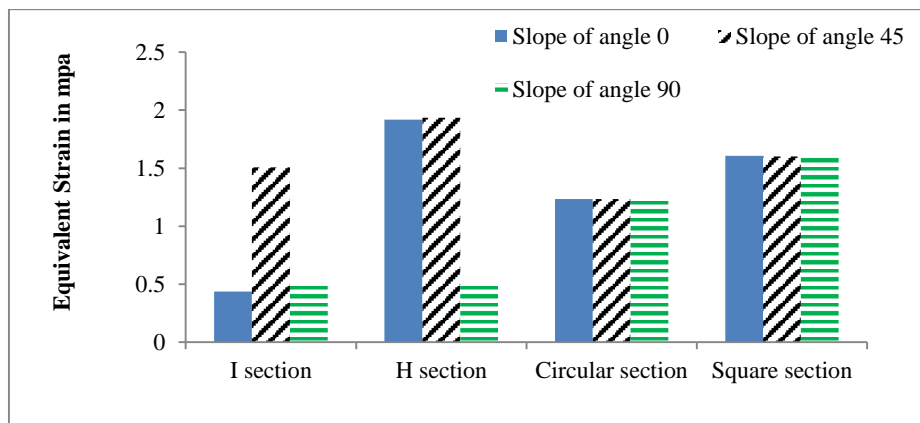 Slope of angle 0
Slope of angle 45
Slope of angle 90
Equivalent Strain in mpa
2.5
2
1.5
1
0.5
0
I section
H section
Circular section
Square section